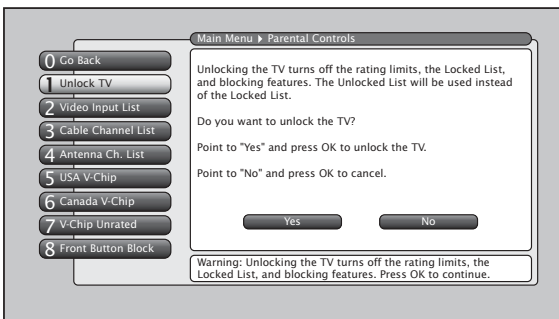 Main Menu ▶ Parental Controls
0 Go Back
1 Unlock TV
2 Video Input List
3 Cable Channel List
4 Antenna Ch. List
5 USA V-Chip
6 Canada V-Chip
7 V-Chip Unrated
8 Front Button Block
Unlocking the TV turns off the rating limits, the Locked List,
and blocking features. The Unlocked List will be used instead
of the Locked List.
Do you want to unlock the TV?
Point to "Yes" and press OK to unlock the TV.
Point to "No" and press OK to cancel.
Yes
No
Warning: Unlocking the TV turns off the rating limits, the
Locked List, and blocking features. Press OK to continue.